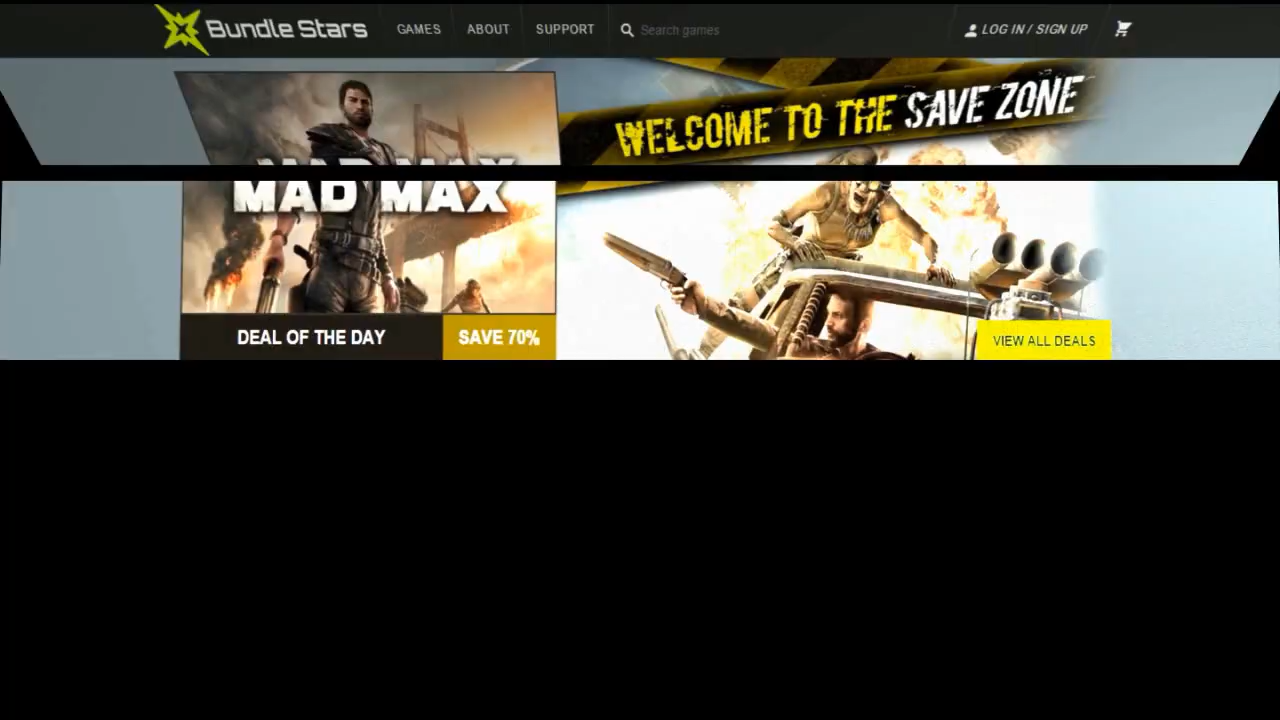 Bundle Stars GAMES ABOUT SUPPORT Search games LOG IN / SIGN UP
WELCOME TO THE SAVE ZONE
MAD MAX
DEAL OF THE DAY SAVE 70%
VIEW ALL DEALS